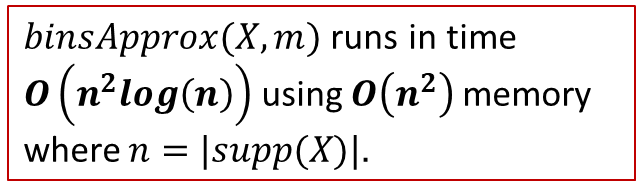 binsApprox(X, m) runs in time
O(n²log(n)) using O(n²) memory
where n = |supp(X)|.